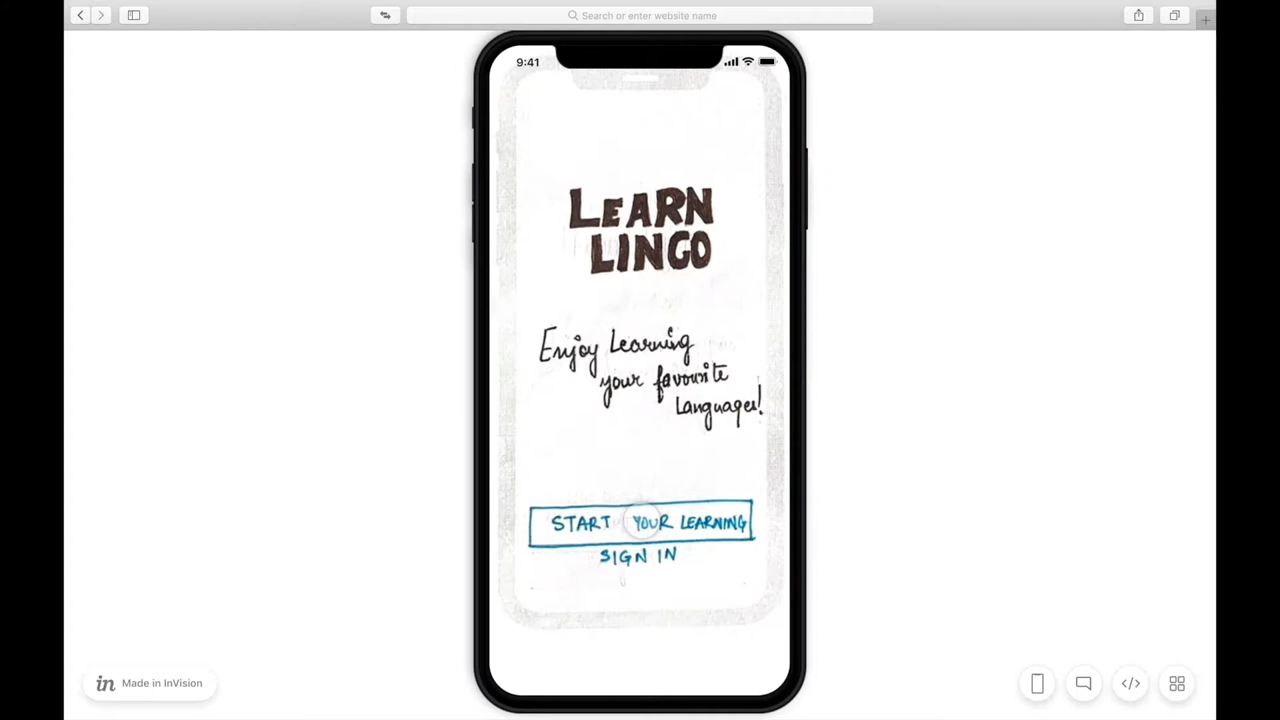 Search or enter website name
9:41
LEARN
LINGO
Enjoy Learning
your favourite
Languages!
START YOUR LEARNING
SIGN IN
in Made in InVision